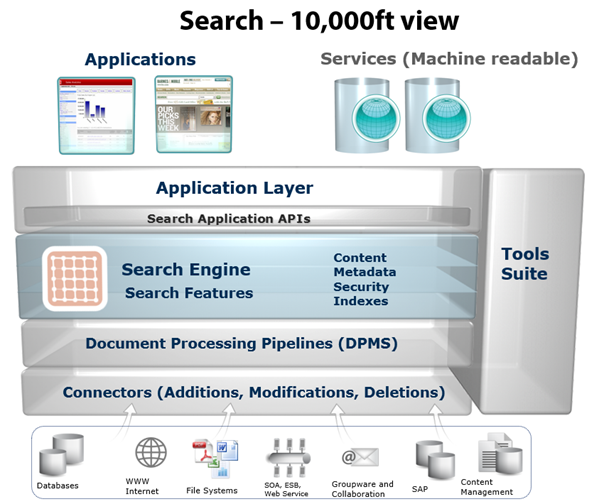 Search – 10,000ft view
Applications
Services (Machine readable)
OUR
PICKS
THIS
WEEK
Application Layer
Search Application APIs
Search Engine
Search Features
Content
Metadata
Security
Indexes
Tools
Suite
Document Processing Pipelines (DPMS)
Connectors (Additions, Modifications, Deletions)
Databases
WWW
Internet
PDF
File Systems
SOA, ESB,
Web Service
@
Groupware and
Collaboration
SAP
Content
Management